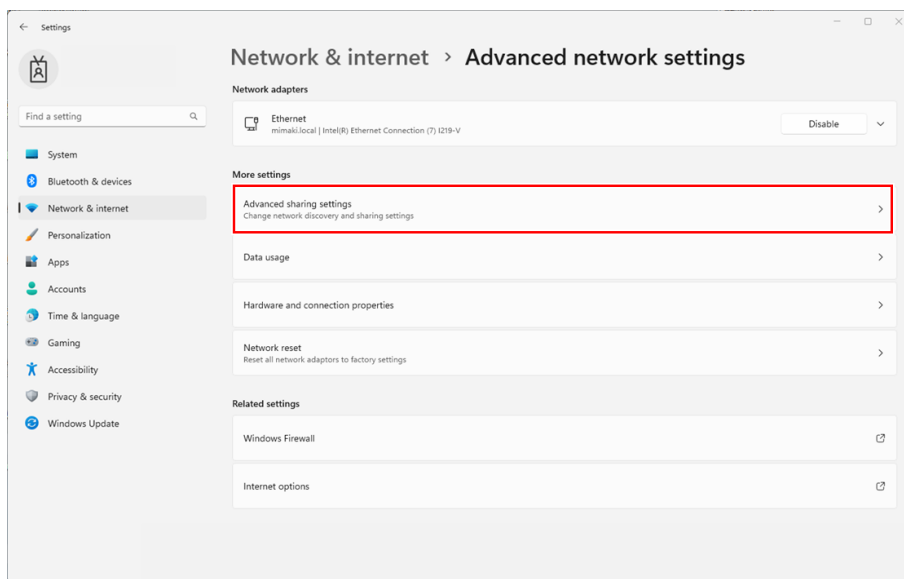 Settings
Network & internet > Advanced network settings
Find a setting
System
Bluetooth & devices
Network & internet
Personalization
Apps
Accounts
Time & language
Gaming
Accessibility
Privacy & security
Windows Update
Network adapters
Ethernet
mimaki.local | Intel(R) Ethernet Connection (7) I219-V
Disable
More settings
Advanced sharing settings
Change network discovery and sharing settings
Data usage
Hardware and connection properties
Network reset
Reset all network adaptors to factory settings
Related settings
Windows Firewall
Internet options